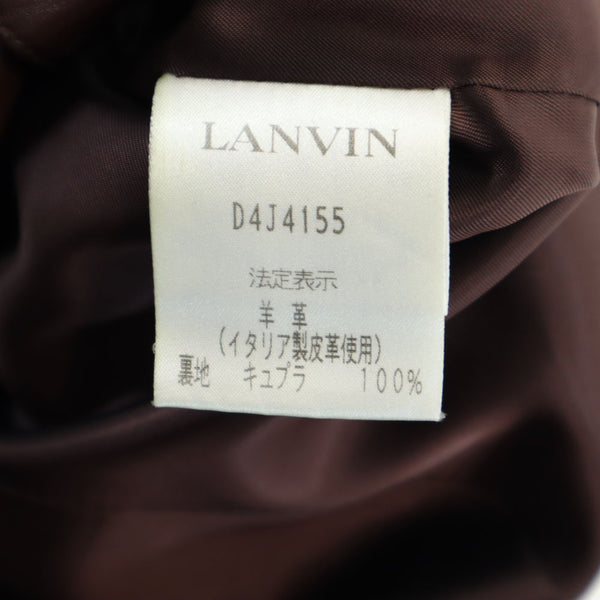 LANVIN
D4J4155
法定表示
羊 革
(イタリア製皮革使用)
裏地 キュプラ 100%